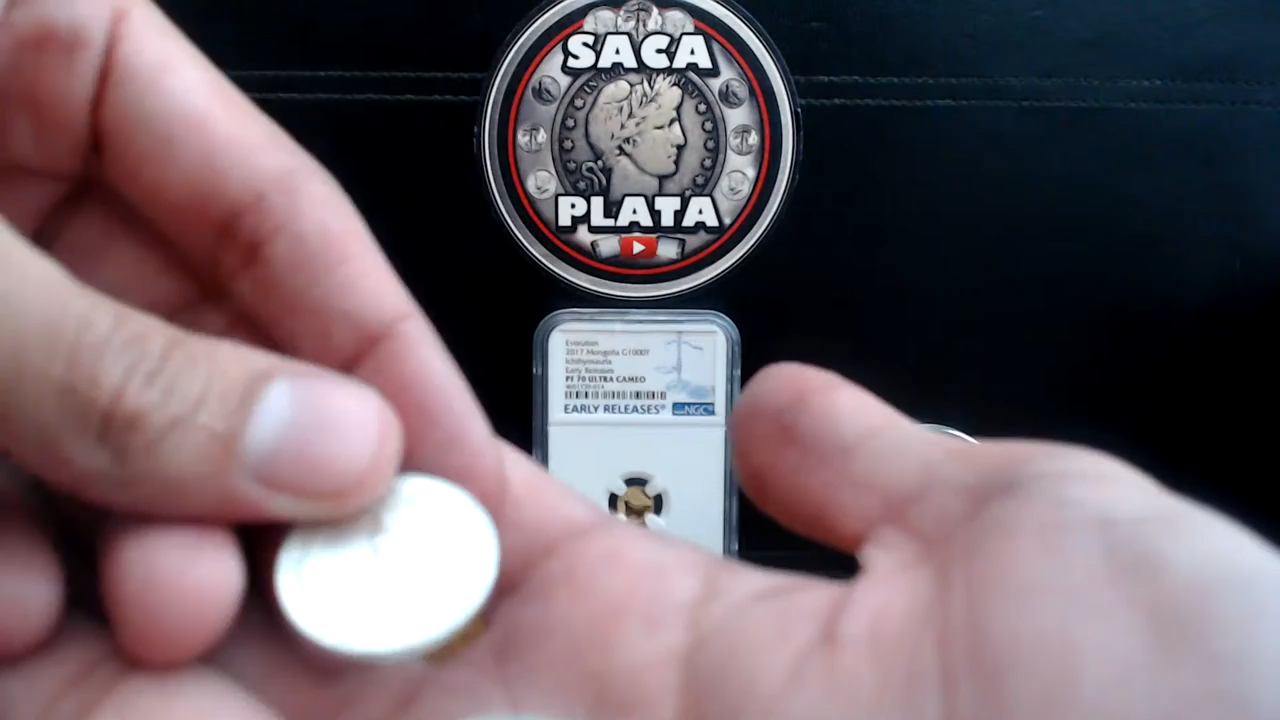 SACA
PLATA
Evolution
2017 Mongolia G1000T
Ichthyosauria
Early Releases
PF 70 ULTRA CAMEO
EARLY RELEASES®
NGC